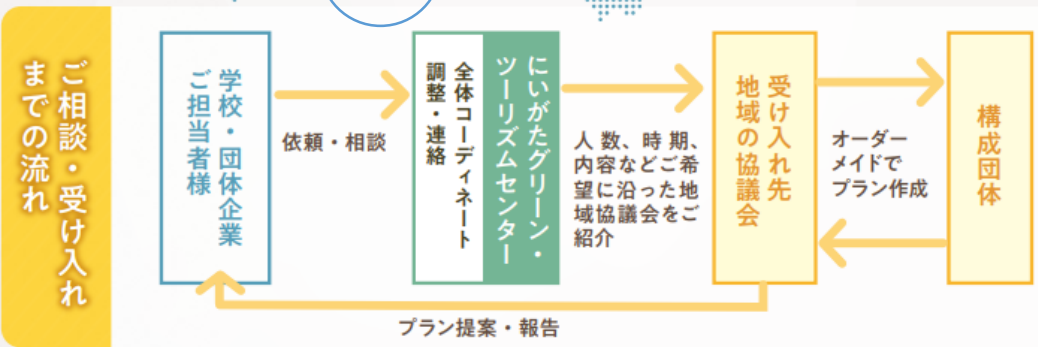 ご相談・受け入れ
までの流れ
学校・団体企業
ご担当者様
依頼・相談
にいがたグリーン・
ツーリズムセンター
全体コーディネート
調整・連絡
人数、時期、
内容などご希
望に沿った地
域協議会をご
紹介
受け入れ先
地域の協議会
オーダー
メイドで
プラン作成
構成団体
プラン提案・報告